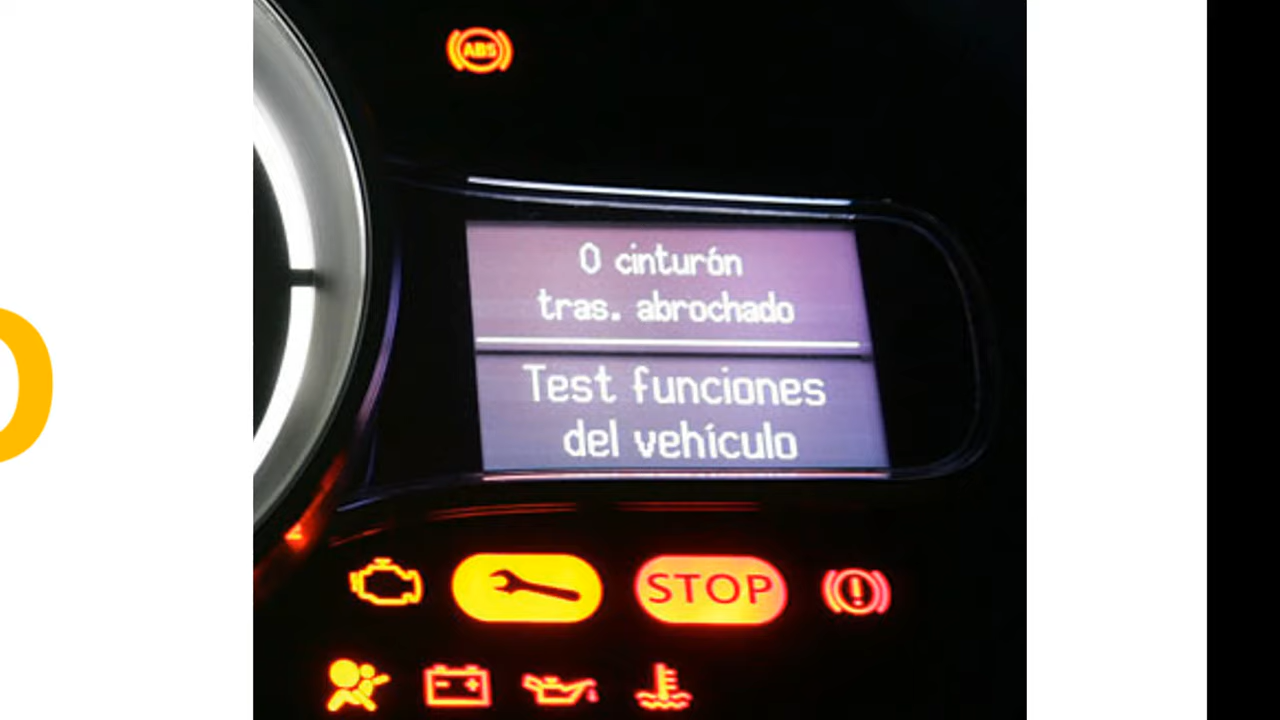 ABS
0 cinturón
tras. abrochado
Test funciones
del vehículo
STOP